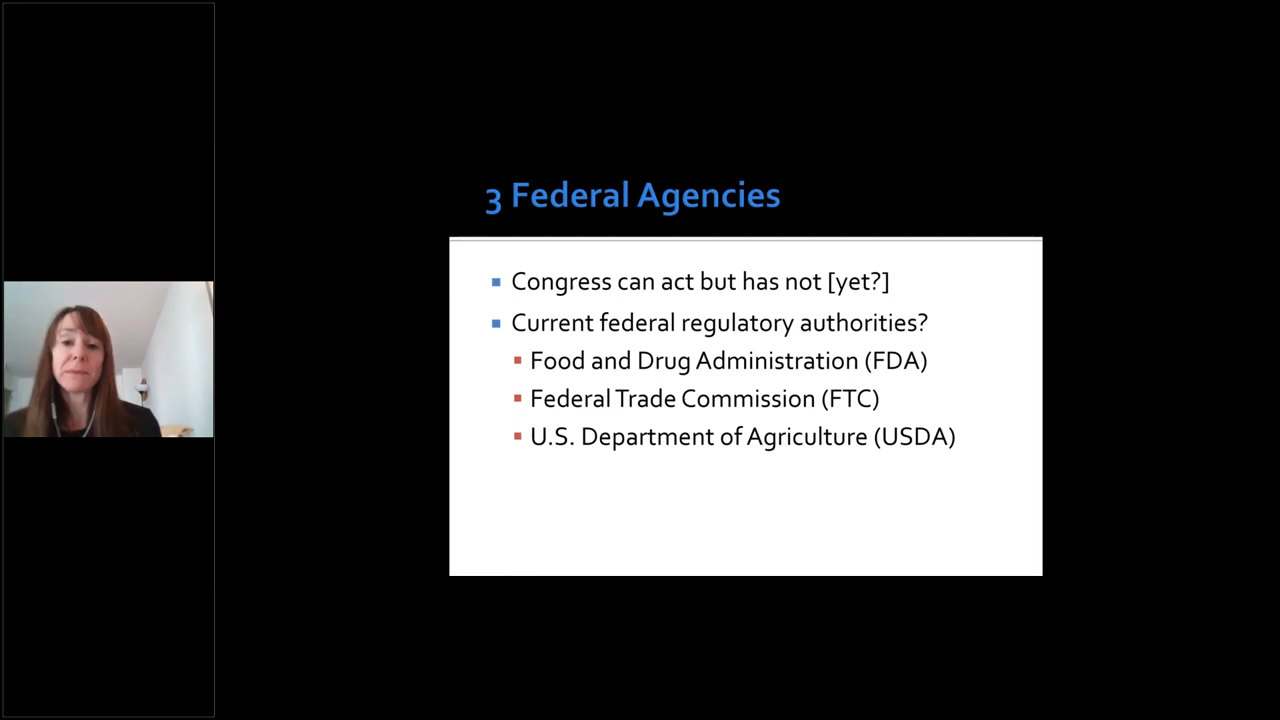 3 Federal Agencies
Congress can act but has not [yet?]
Current federal regulatory authorities?
Food and Drug Administration (FDA)
Federal Trade Commission (FTC)
U.S. Department of Agriculture (USDA)